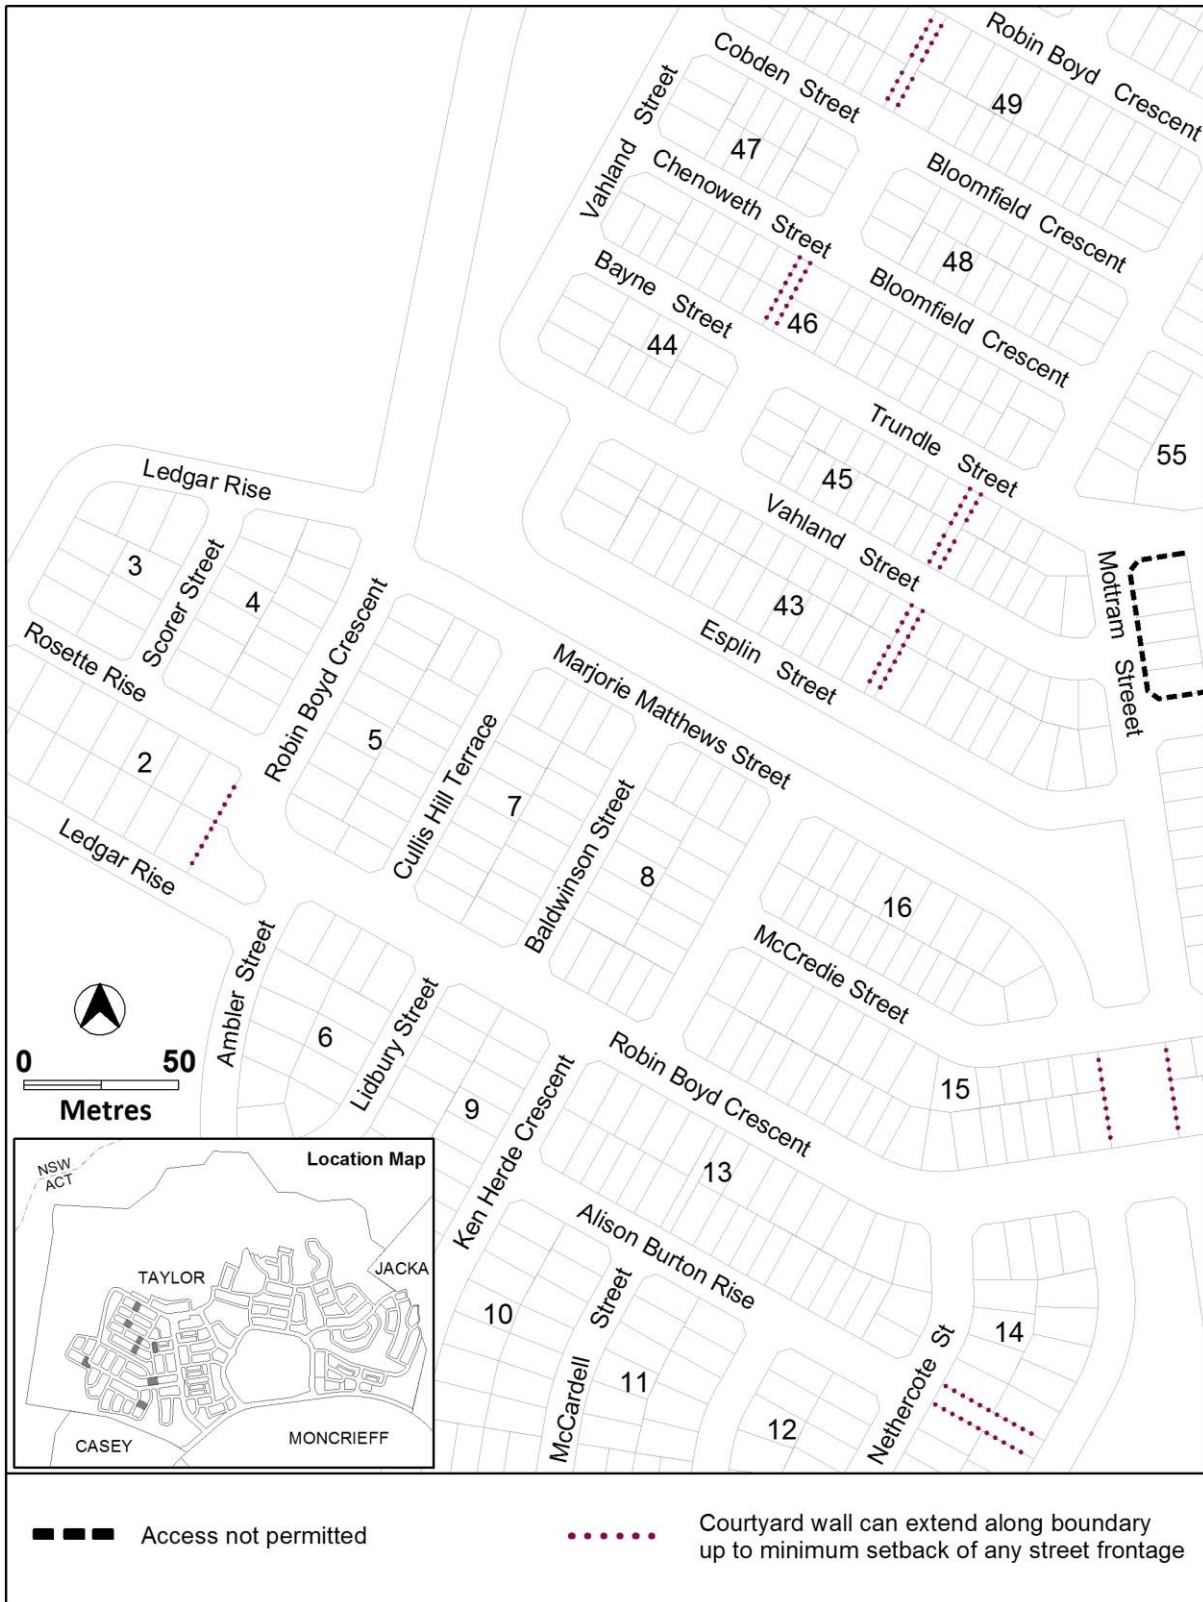 Robin Boyd Crescent
Cobden Street
49
Vahland Street
47
Bloomfield Crescent
Chenoweth Street
48
Bloomfield Crescent
Bayne Street
46
44
Trundle Street
55
Ledgar Rise
45
Vahland Street
3
Scorer Street
4
43
Mottram Streeet
Esplin Street
Rosette Rise
Robin Boyd Crescent
Marjorie Matthews Street
5
2
Cullis Hill Terrace
7
Baldwinson Street
Ledgar Rise
8
16
McCredie Street
Ambler Street
6
Lidbury Street
0 50
Metres
9
Robin Boyd Crescent
15
Ken Herde Crescent
13
Alison Burton Rise
10
McCardell Street
11
12
14
Nethercote St
Location Map
NSW
ACT
TAYLOR
JACKA
CASEY
MONCRIEFF
Access not permitted
Courtyard wall can extend along boundary
up to minimum setback of any street frontage